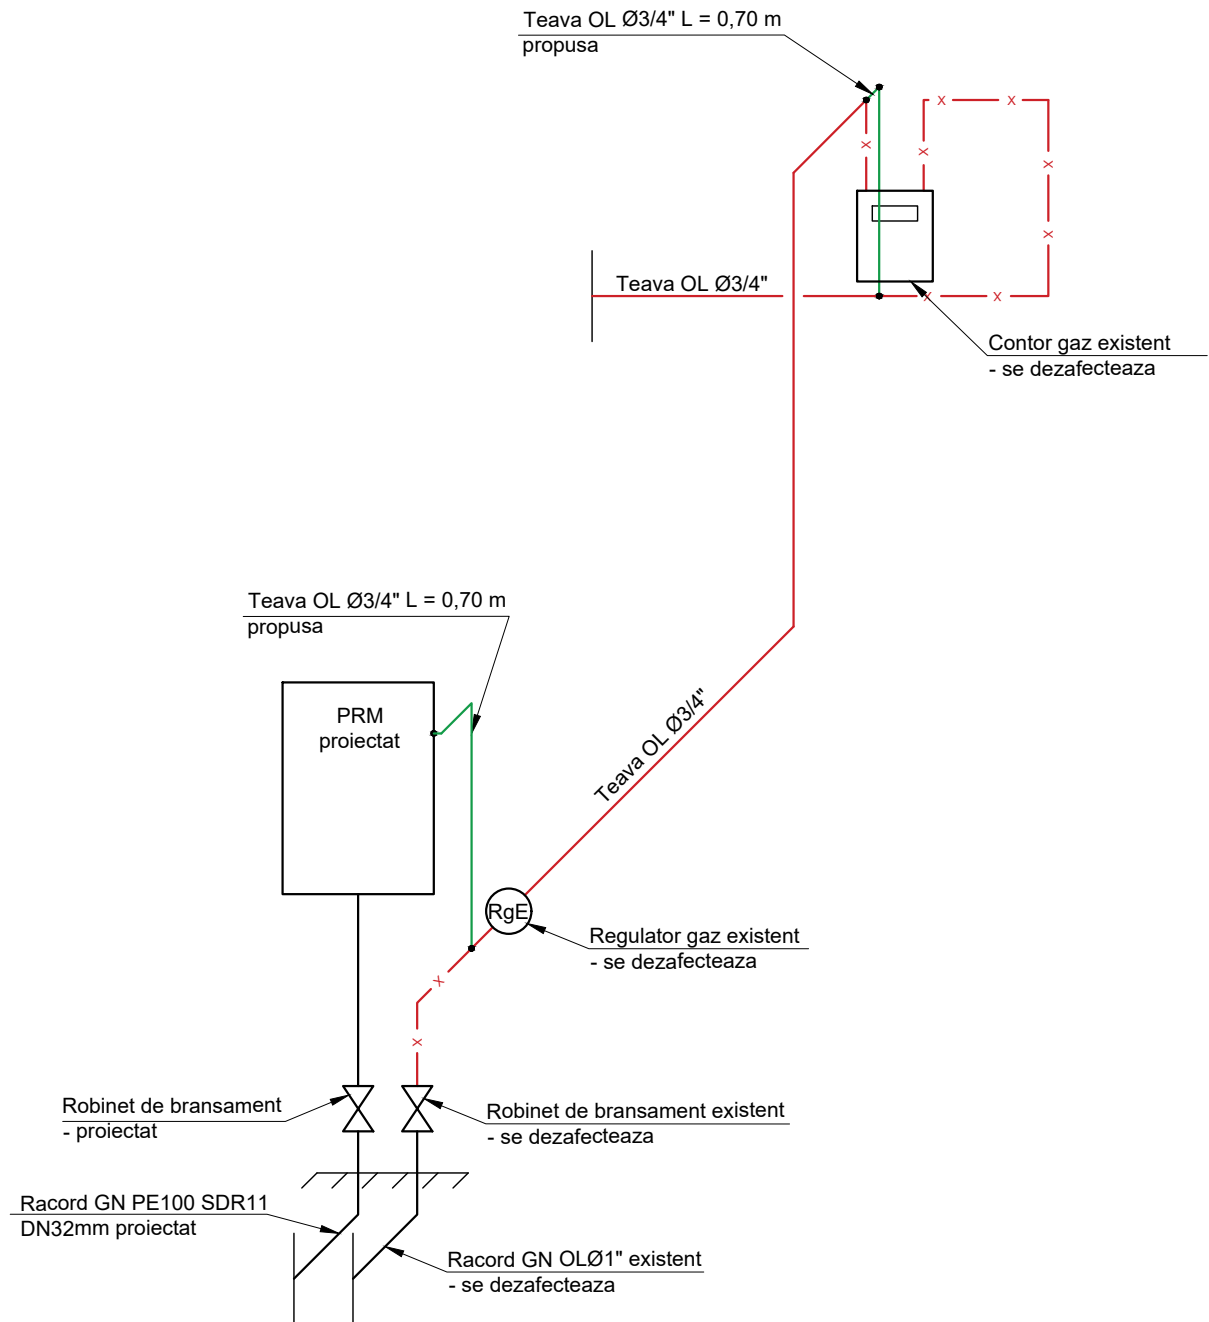 Teava OL Ø3/4" L = 0,70 m
propusa
x
x
x
x
x
x
Teava OL Ø3/4"
x
x
Contor gaz existent
- se dezafecteaza
Teava OL Ø3/4" L = 0,70 m
propusa
PRM
proiectat
Teava OL Ø3/4"
RgE
Regulator gaz existent
- se dezafecteaza
x
x
Robinet de bransament
- proiectat
Robinet de bransament existent
- se dezafecteaza
Racord GN PE100 SDR11
DN32mm proiectat
Racord GN OLØ1" existent
- se dezafecteaza